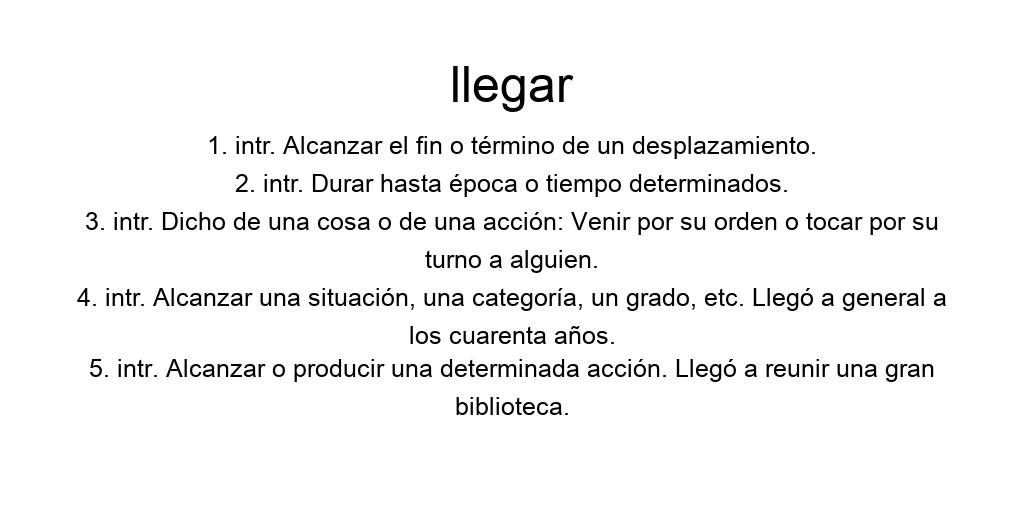 llegar
1. intr. Alcanzar el fin o término de un desplazamiento.
2. intr. Durar hasta época o tiempo determinados.
3. intr. Dicho de una cosa o de una acción: Venir por su orden o tocar por su
turno a alguien.
4. intr. Alcanzar una situación, una categoría, un grado, etc. Llegó a general a
los cuarenta años.
5. intr. Alcanzar o producir una determinada acción. Llegó a reunir una gran
biblioteca.